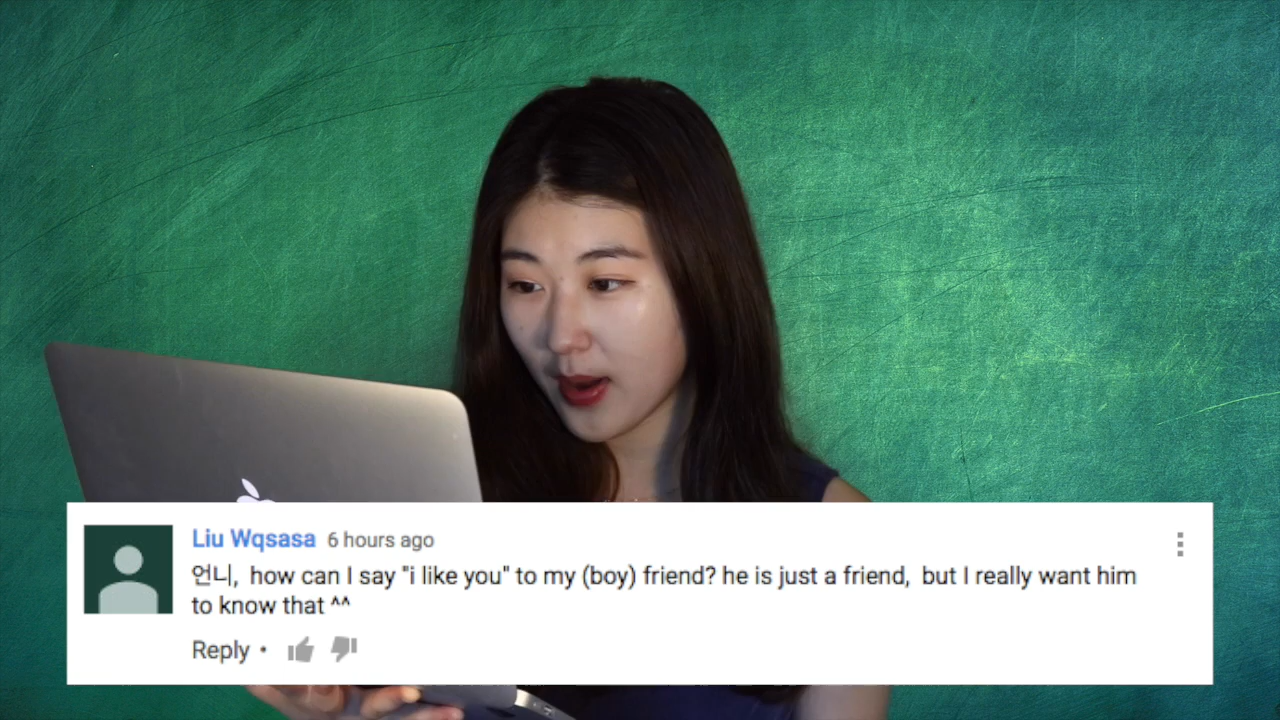 Liu Wqsasa 6 hours ago
언니, how can I say "i like you" to my (boy) friend? he is just a friend, but I really want him
to know that ^^
Reply •